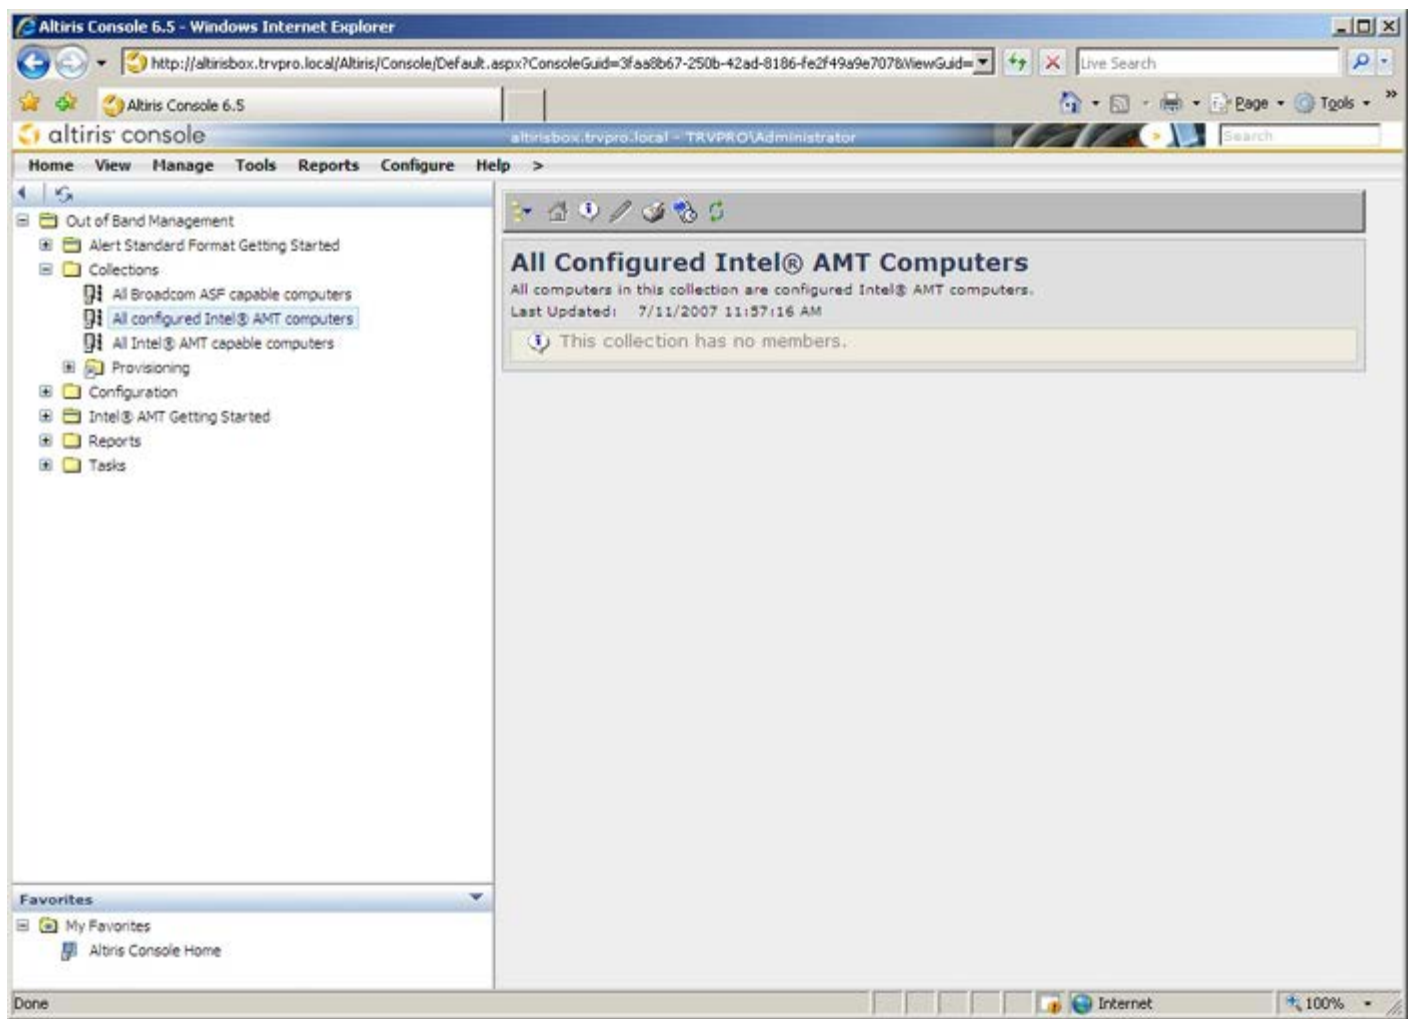 Altiris Console 6.5 - Windows Internet Explorer
http://altirisbox.trvpro.local/Altiris/Console/Default.aspx?ConsoleGuid=3faa8b67-250b-42ad-8186-fe2f49a9e707&ViewGuid=
Live Search
Altiris Console 6.5
Page
Tools
altiris console
altirisbox.trvpro.local - TRVPRO\Administrator
Search
Home View Manage Tools Reports Configure Help >
Out of Band Management
Alert Standard Format Getting Started
Collections
All Broadcom ASF capable computers
All configured Intel® AMT computers
All Intel® AMT capable computers
Provisioning
Configuration
Intel® AMT Getting Started
Reports
Tasks
All Configured Intel® AMT Computers
All computers in this collection are configured Intel® AMT computers.
Last Updated: 7/11/2007 11:57:16 AM
This collection has no members.
Favorites
My Favorites
Altiris Console Home
Done
Internet
100%